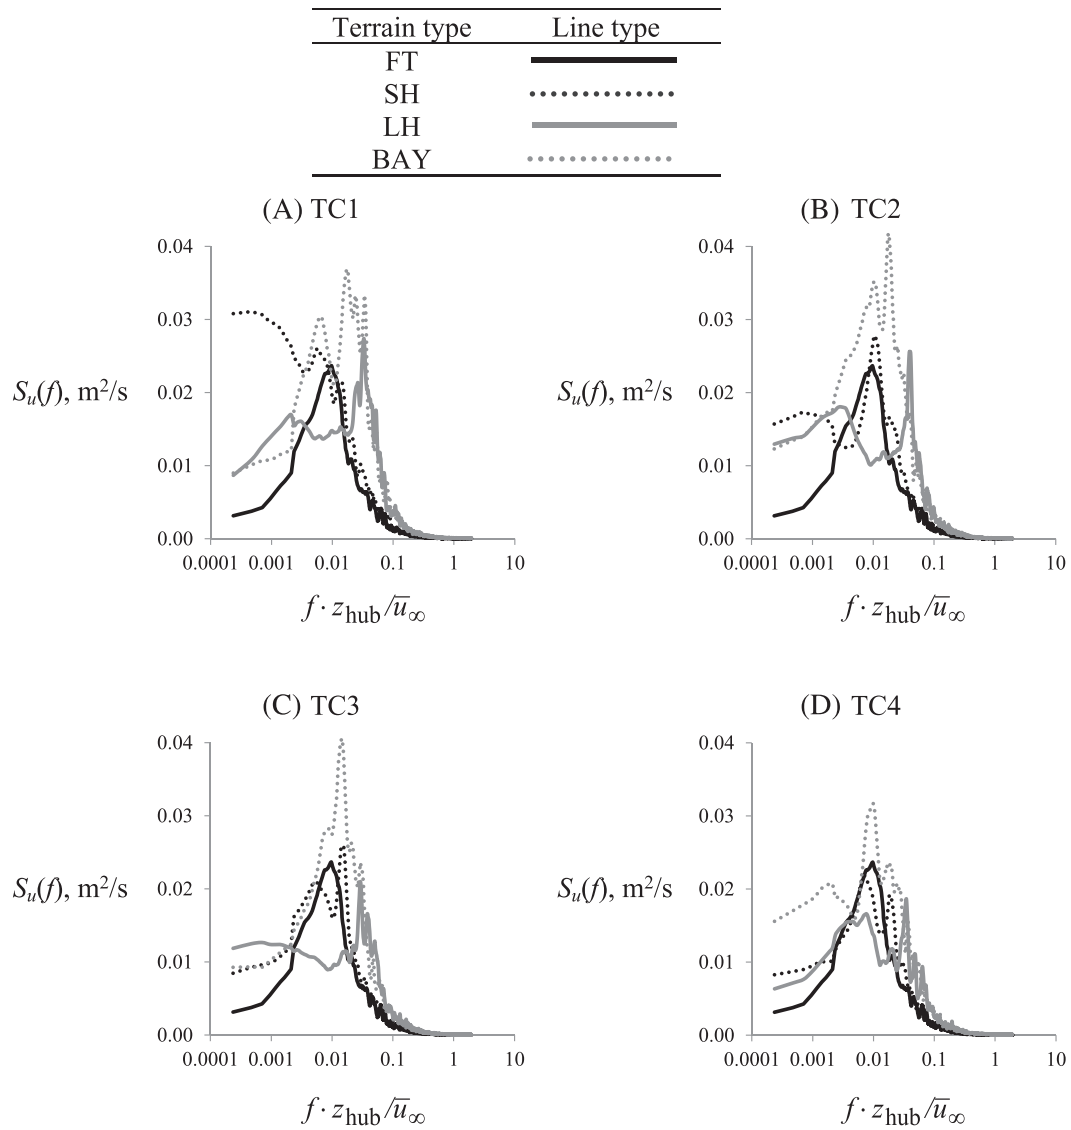 Terrain type Line type
FT
SH
LH
BAY
(A) TC1
0.04
0.03
0.02
0.01
0.00
S_u(f), m²/s
0.0001 0.001 0.01 0.1 1 10
f · z_hub/u̅_∞
(B) TC2
0.04
0.03
0.02
0.01
0.00
S_u(f), m²/s
0.0001 0.001 0.01 0.1 1 10
f · z_hub/u̅_∞
(C) TC3
0.04
0.03
0.02
0.01
0.00
S_u(f), m²/s
0.0001 0.001 0.01 0.1 1 10
f · z_hub/u̅_∞
(D) TC4
0.04
0.03
0.02
0.01
0.00
S_u(f), m²/s
0.0001 0.001 0.01 0.1 1 10
f · z_hub/u̅_∞